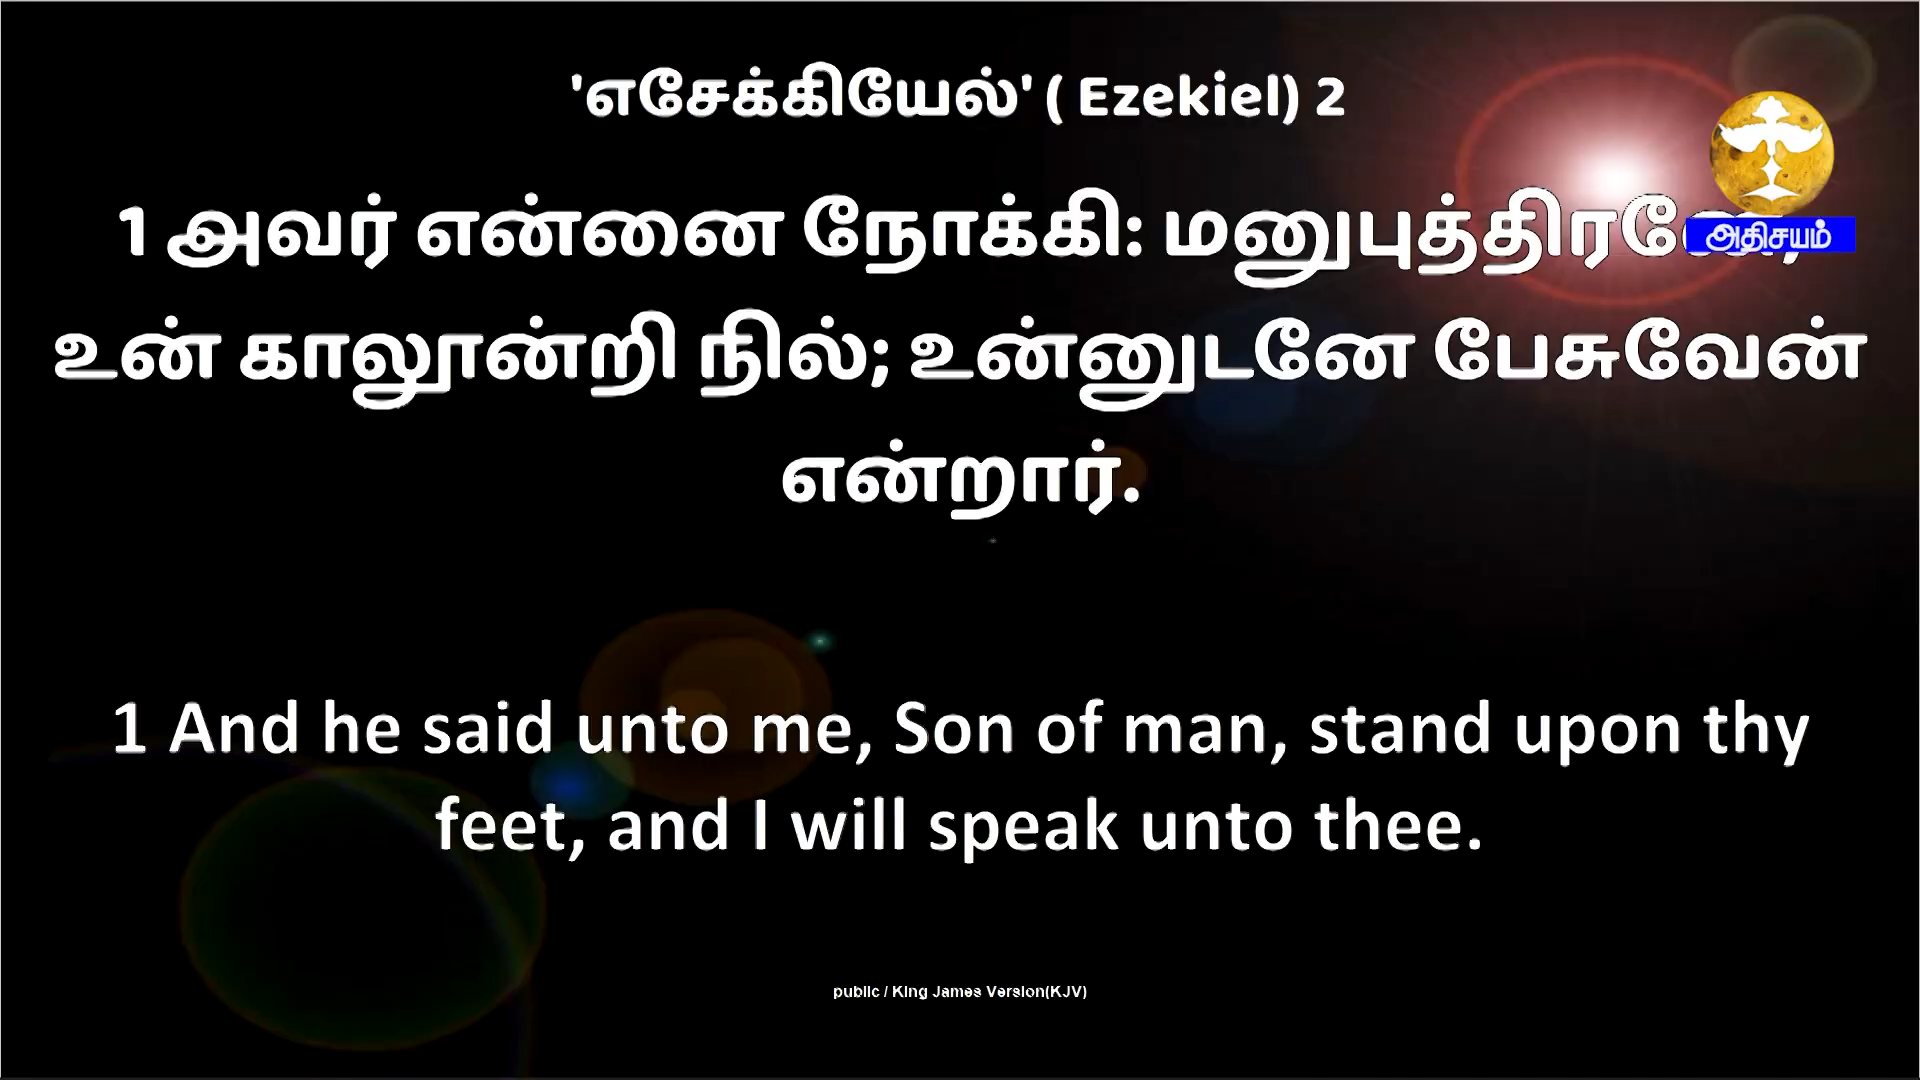 'எசேக்கியேல்' ( Ezekiel) 2
1 அவர் என்னை நோக்கி: மனுபுத்திரனே,
அதிசயம்
உன் காலூன்றி நில்; உன்னுடனே பேசுவேன்
என்றார்.
1 And he said unto me, Son of man, stand upon thy
feet, and I will speak unto thee.
public / King James Version(KJV)